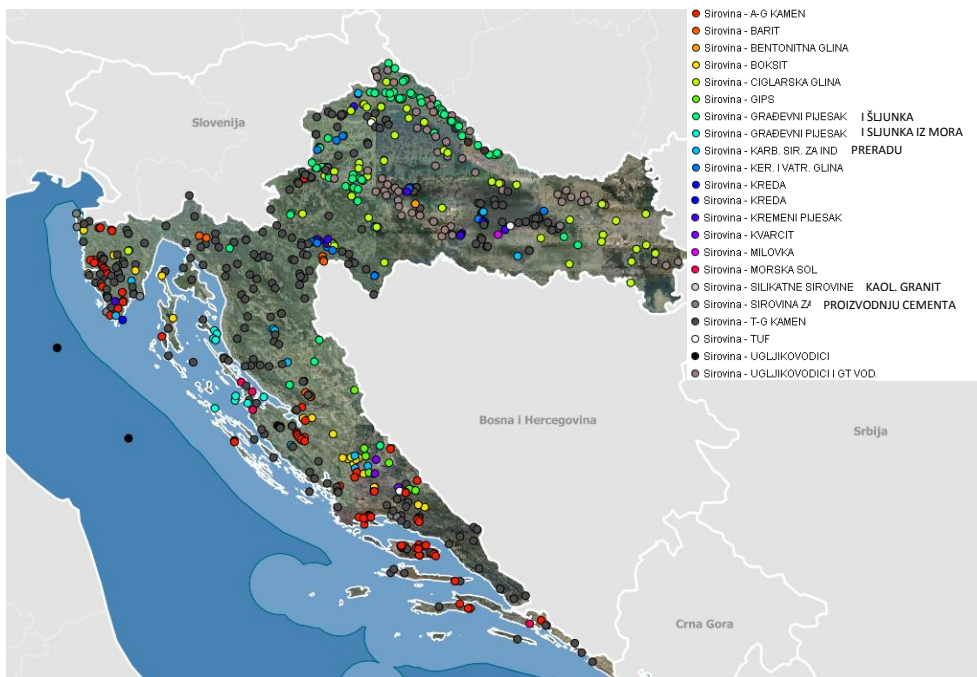 Sirovina - A-G KAMEN
Sirovina - BARIT
Sirovina - BENTONITNA GLINA
Sirovina - BOKSIT
Sirovina - CIGLARSKA GLINA
Sirovina - GIPS
Sirovina - GRAĐEVNI PIJESAK I ŠLJUNKA
Sirovina - GRAĐEVNI PIJESAK I SLJUNKA IZ MORA
Sirovina - KARB. SIR. ZA IND PRERADU
Sirovina - KER. I VATR. GLINA
Sirovina - KREDA
Sirovina - KREDA
Sirovina - KREMENI PIJESAK
Sirovina - KVARCIT
Sirovina - MILOVKA
Sirovina - MORSKA SOL
Sirovina - SILIKATNE SIROVINE KAOL. GRANIT
Sirovina - SIROVINA ZA PROIZVODNJU CEMENTA
Sirovina - T-G KAMEN
Sirovina - TUF
Sirovina - UGLJIKOVODICI
Sirovina - UGLJIKOVODICI I GT VOD.
Slovenija
Bosna i Hercegovina
Srbija
Crna Gora